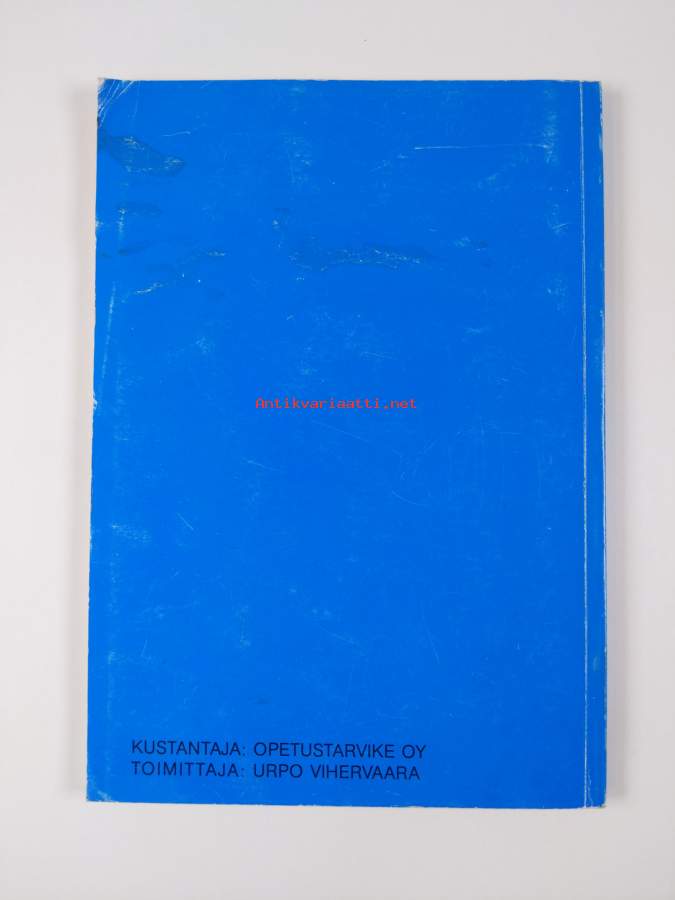 Antikvariaatti.net
KUSTANTAJA: OPETUSTARVIKE OY
TOIMITTAJA: URPO VIHERVAARA